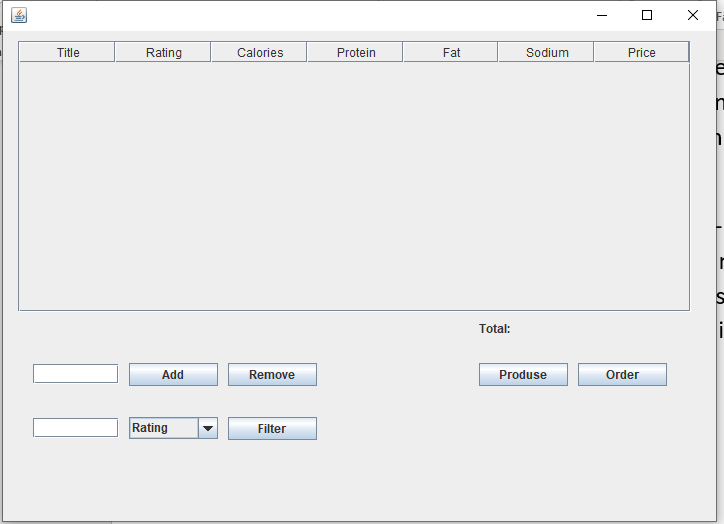 Title Rating Calories Protein Fat Sodium Price
Total:
Add Remove Produse Order
Rating Filter